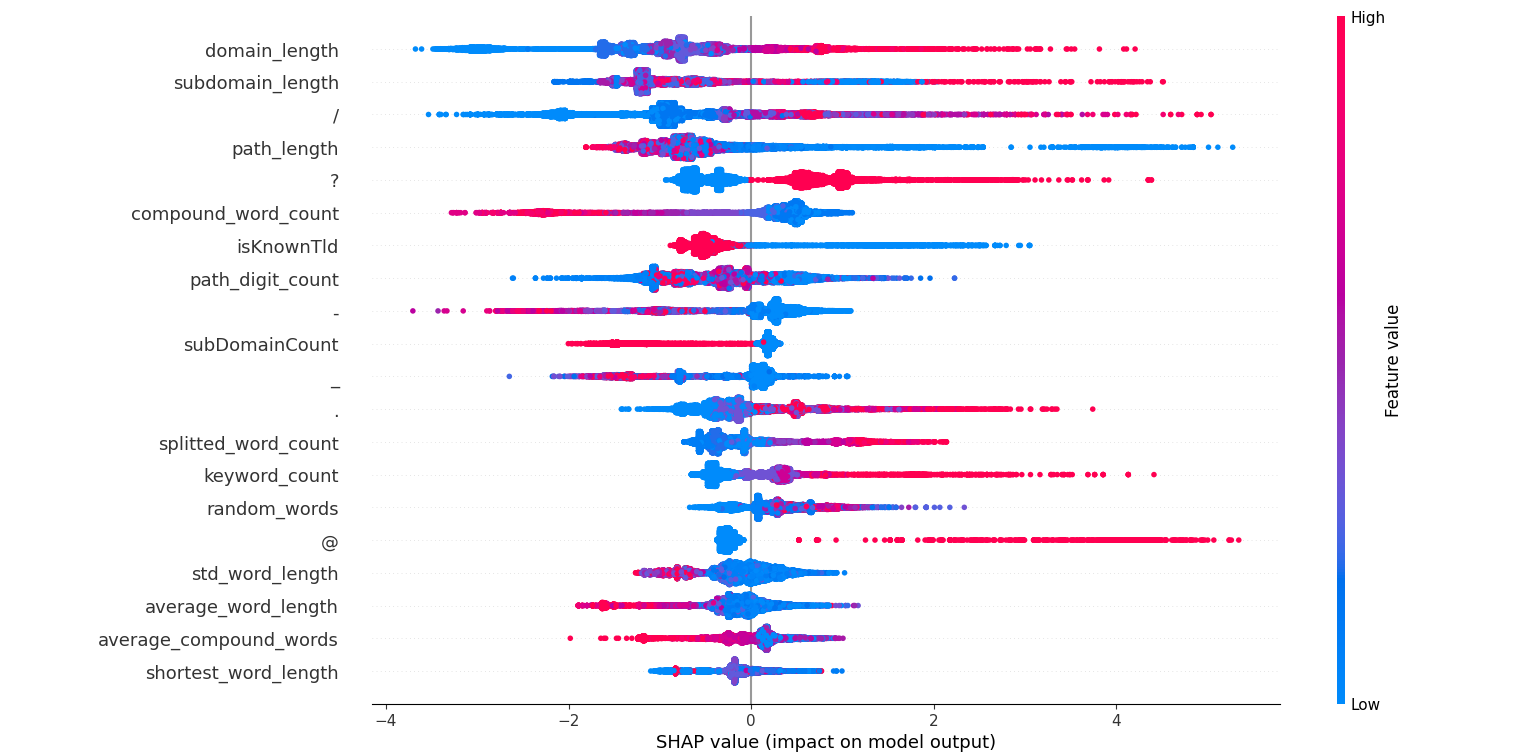 domain_length
subdomain_length
/
path_length
?
compound_word_count
isKnownTld
path_digit_count
-
subDomainCount
_
.
splitted_word_count
keyword_count
random_words
@
std_word_length
average_word_length
average_compound_words
shortest_word_length
−4 −2 0 2 4
SHAP value (impact on model output)
High
Feature value
Low